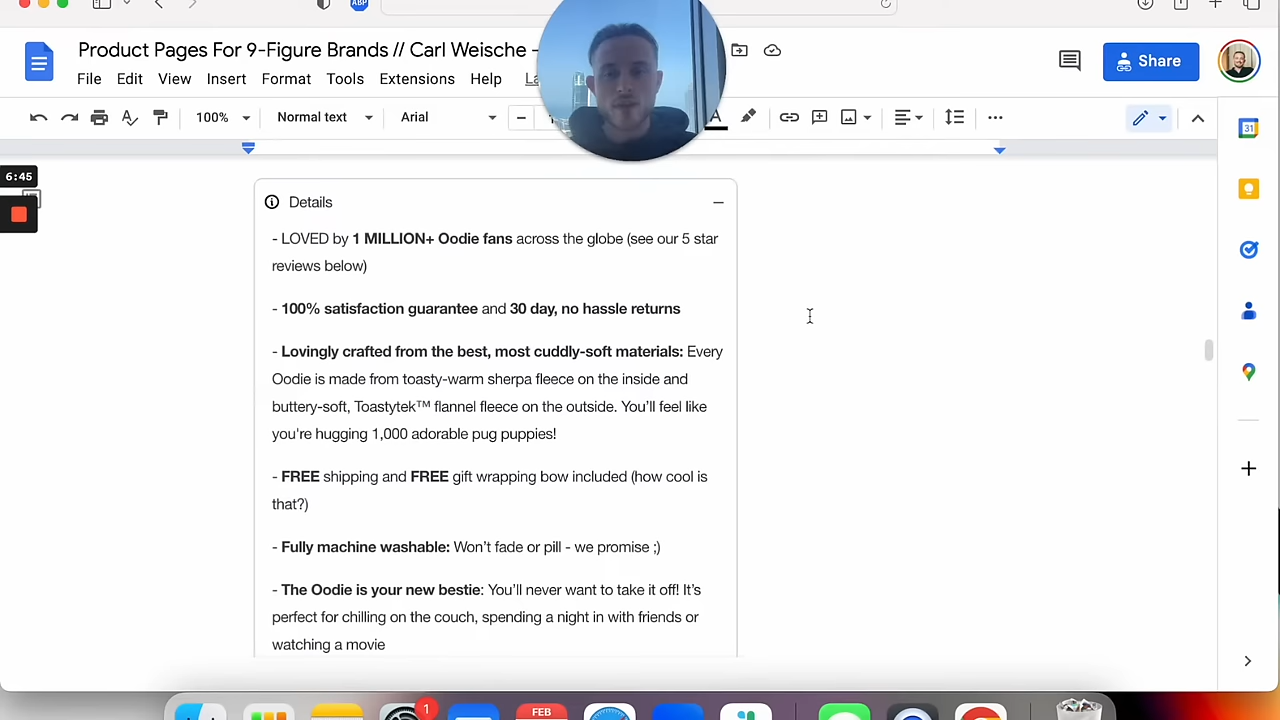 ABP
Product Pages For 9-Figure Brands // Carl Weische -
File Edit View Insert Format Tools Extensions Help
Share
100% Normal text Arial
31
6:45
Details
- LOVED by 1 MILLION+ Oodie fans across the globe (see our 5 star
reviews below)
- 100% satisfaction guarantee and 30 day, no hassle returns
- Lovingly crafted from the best, most cuddly-soft materials: Every
Oodie is made from toasty-warm sherpa fleece on the inside and
buttery-soft, Toastytek™ flannel fleece on the outside. You’ll feel like
you're hugging 1,000 adorable pug puppies!
- FREE shipping and FREE gift wrapping bow included (how cool is
that?)
- Fully machine washable: Won’t fade or pill - we promise ;)
- The Oodie is your new bestie: You’ll never want to take it off! It’s
perfect for chilling on the couch, spending a night in with friends or
watching a movie
1
FEB